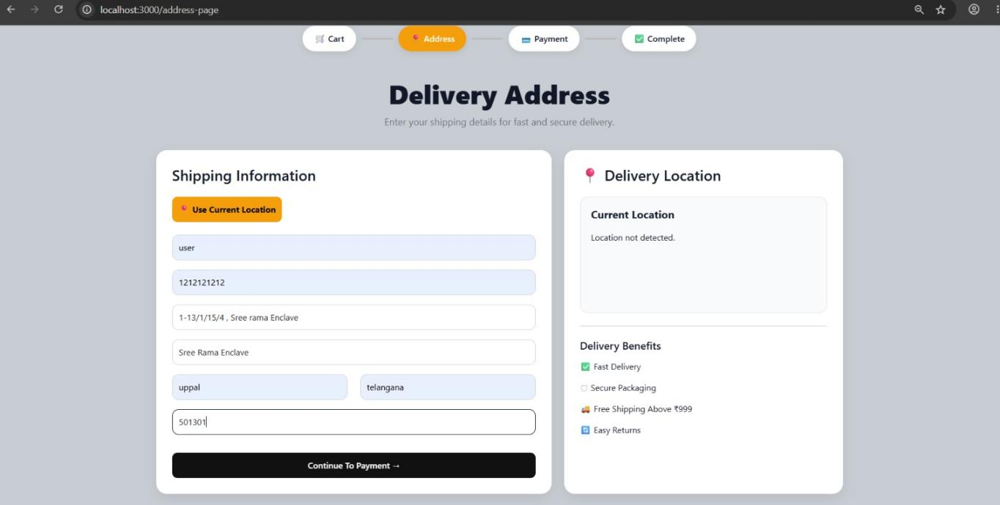 localhost:3000/address-page
Cart
Address
Payment
Complete
Delivery Address
Enter your shipping details for fast and secure delivery.
Shipping Information
Use Current Location
user
1212121212
1-13/1/15/4 , Sree rama Enclave
Sree Rama Enclave
uppal telangana
501301
Continue To Payment →
Delivery Location
Current Location
Location not detected.
Delivery Benefits
Fast Delivery
Secure Packaging
Free Shipping Above ₹999
Easy Returns